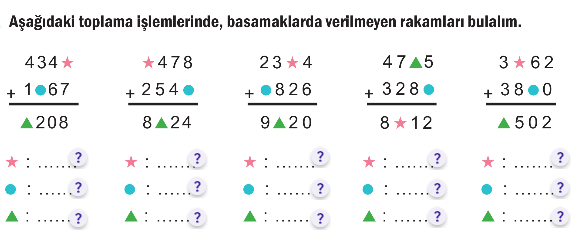 Aşağıdaki toplama işlemlerinde, basamaklarda verilmeyen rakamları bulalım.
434★ ★478 23★4 47▲5 3★62
+ 1●67 + 254● + ●826 + 328● + 38●0
▲208 8▲24 9▲20 8★12 ▲502
★ : ......? ★ : ......? ★ : ......? ★ : ......? ★ : ......?
● : ......? ● : ......? ● : ......? ● : ......? ● : ......?
▲ : ......? ▲ : ......? ▲ : ......? ▲ : ......? ▲ : ......?